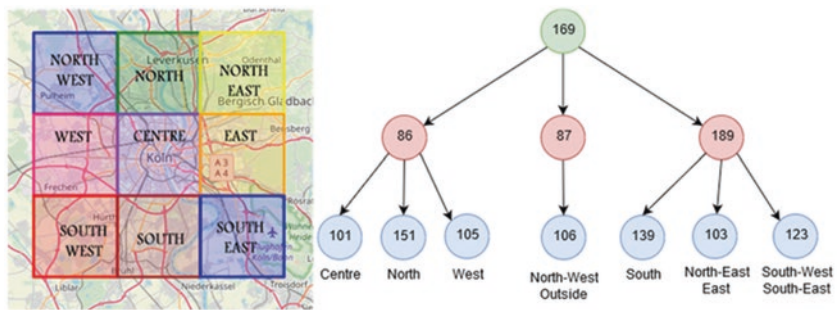 NORTH
WEST
NORTH
NORTH
EAST
WEST
CENTRE
EAST
SOUTH
WEST
SOUTH
SOUTH
EAST
Leverkusen
Odenthal
Pulheim
Bergisch Gladba
Bensberg
Köln
A 3
A 4
Frechen
Hürt
Liblar
Niederkassel
Troisdorf
169
86
87
189
101
151
105
106
139
103
123
Centre
North
West
North-West
Outside
South
North-East
East
South-West
South-East